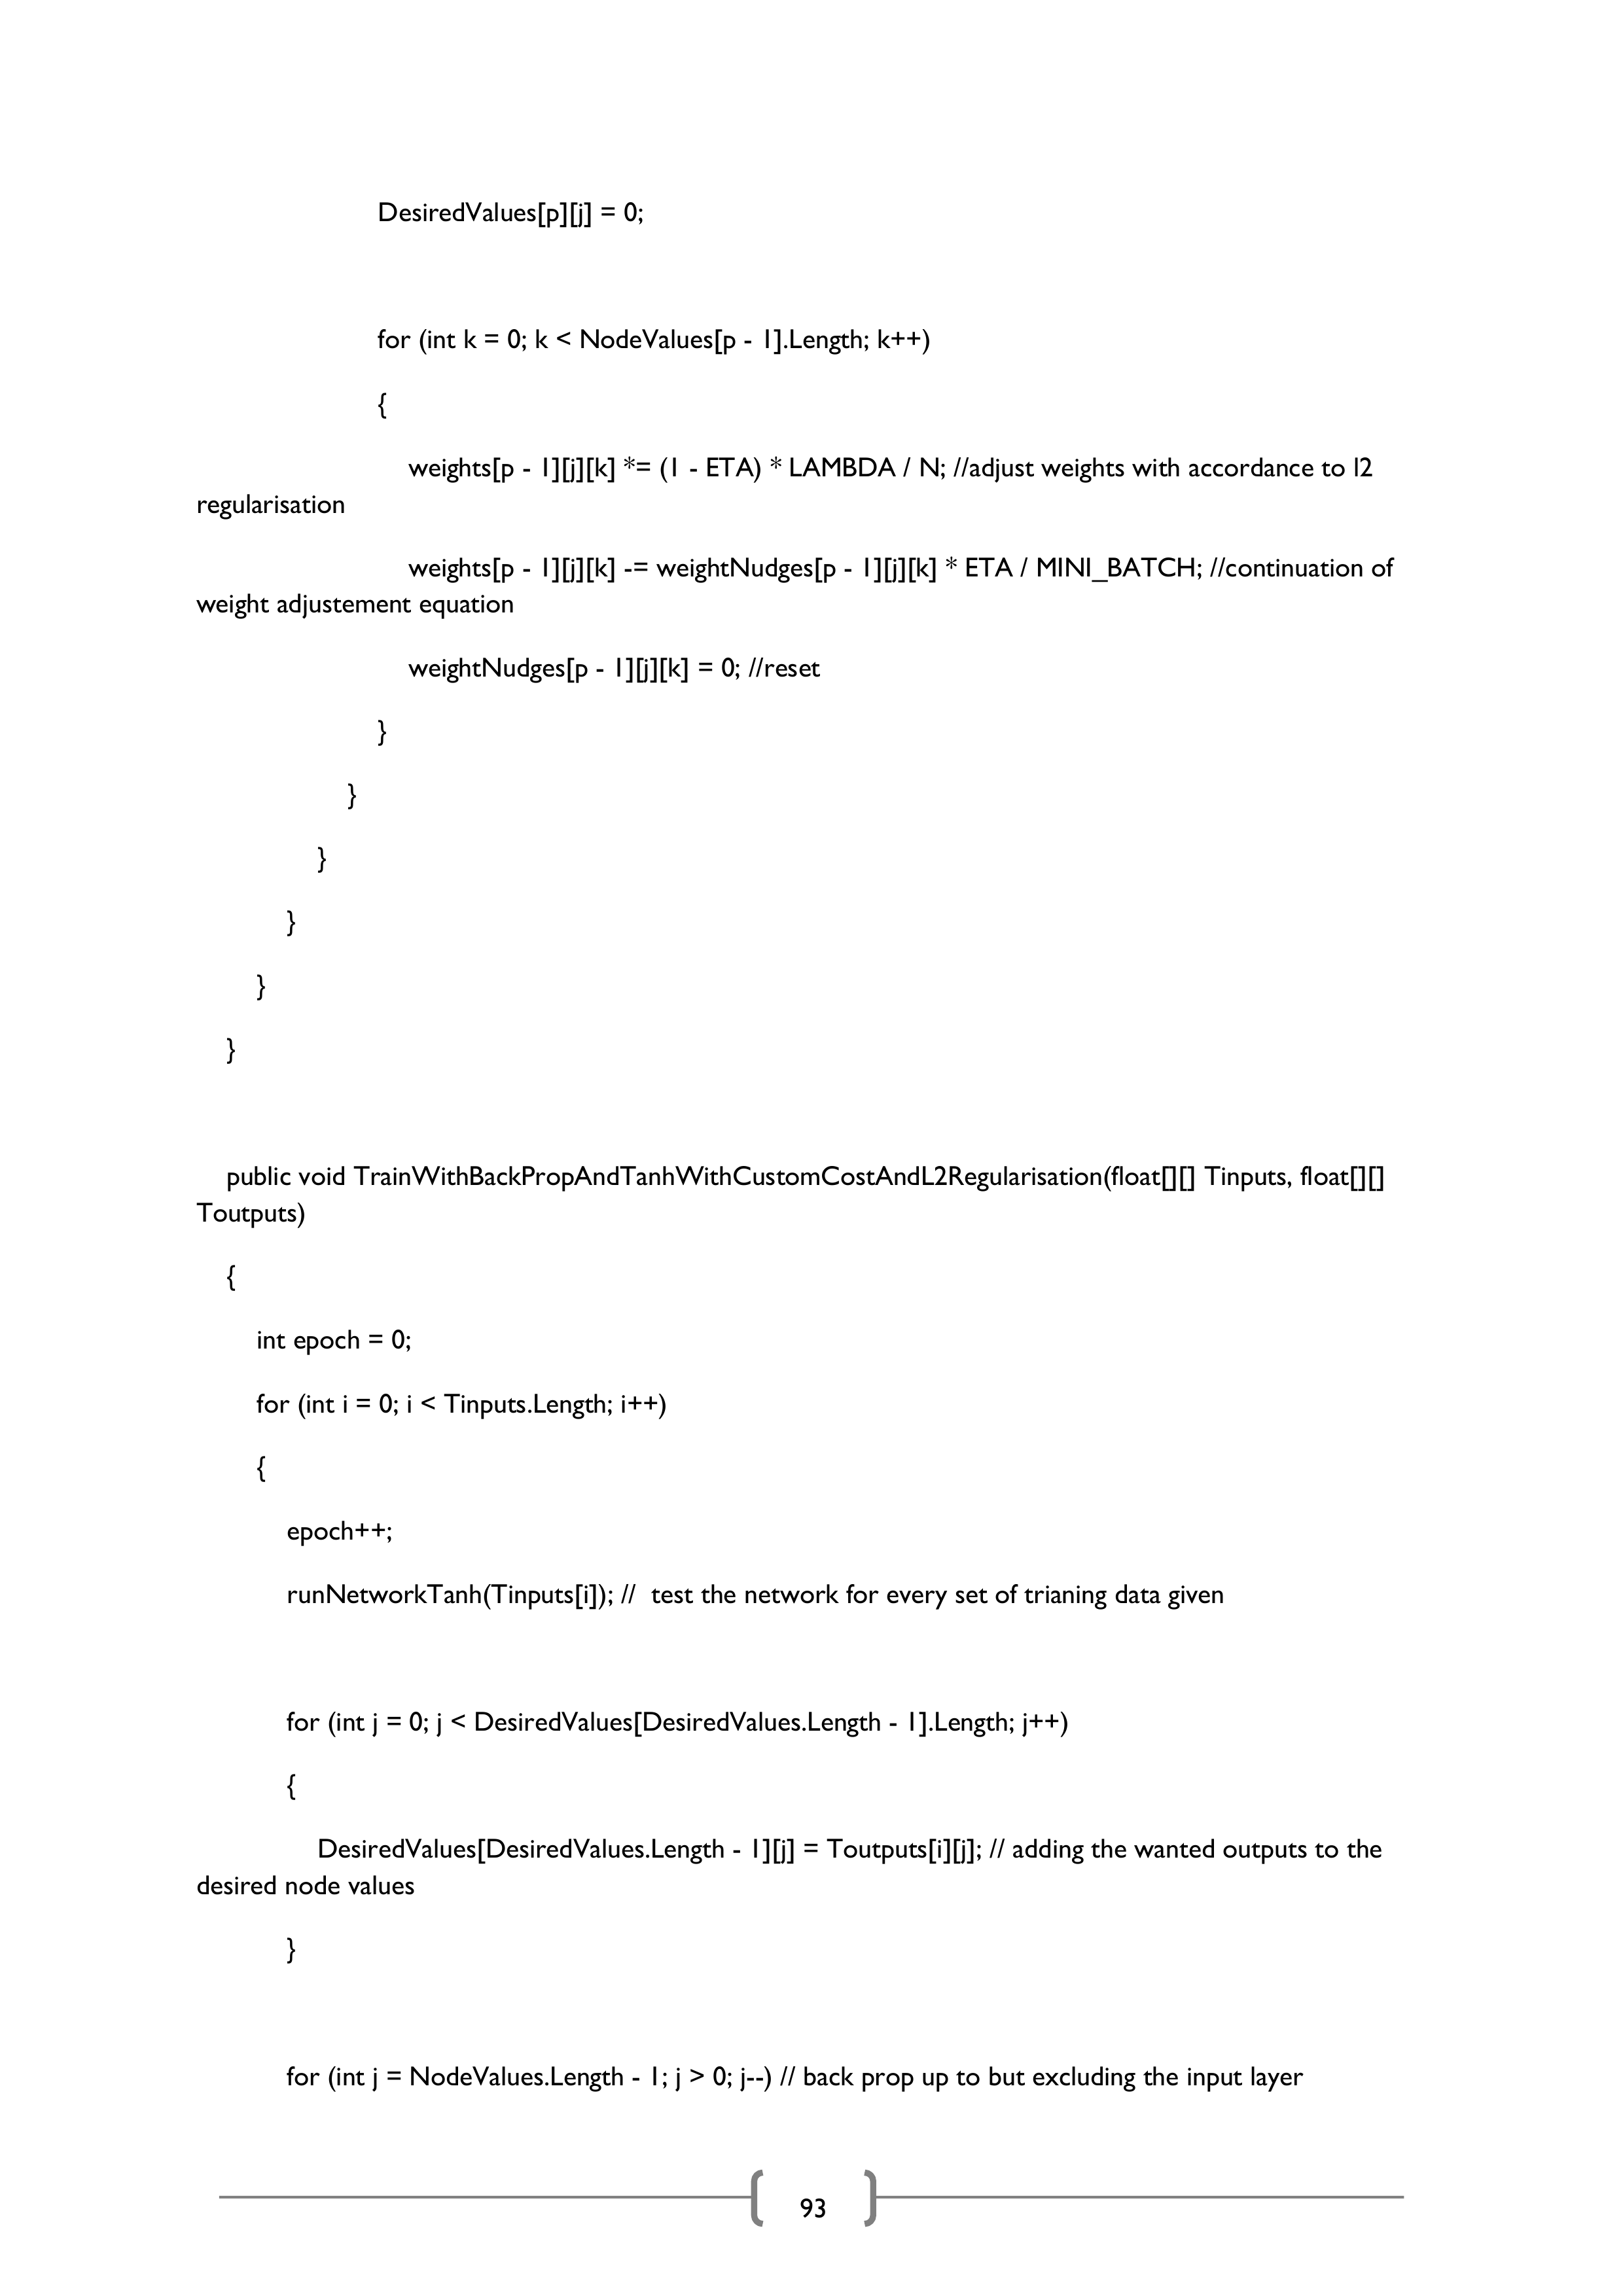 DesiredValues[p][j] = 0;
for (int k = 0; k < NodeValues[p - 1].Length; k++)
{
weights[p - 1][j][k] *= (1 - ETA) * LAMBDA / N; //adjust weights with accordance to l2
regularisation
weights[p - 1][j][k] -= weightNudges[p - 1][j][k] * ETA / MINI_BATCH; //continuation of
weight adjustement equation
weightNudges[p - 1][j][k] = 0; //reset
}
}
}
}
}
}
public void TrainWithBackPropAndTanhWithCustomCostAndL2Regularisation(float[][] Tinputs, float[][]
Toutputs)
{
int epoch = 0;
for (int i = 0; i < Tinputs.Length; i++)
{
epoch++;
runNetworkTanh(Tinputs[i]); //  test the network for every set of trianing data given
for (int j = 0; j < DesiredValues[DesiredValues.Length - 1].Length; j++)
{
DesiredValues[DesiredValues.Length - 1][j] = Toutputs[i][j]; // adding the wanted outputs to the
desired node values
}
for (int j = NodeValues.Length - 1; j > 0; j--) // back prop up to but excluding the input layer
93